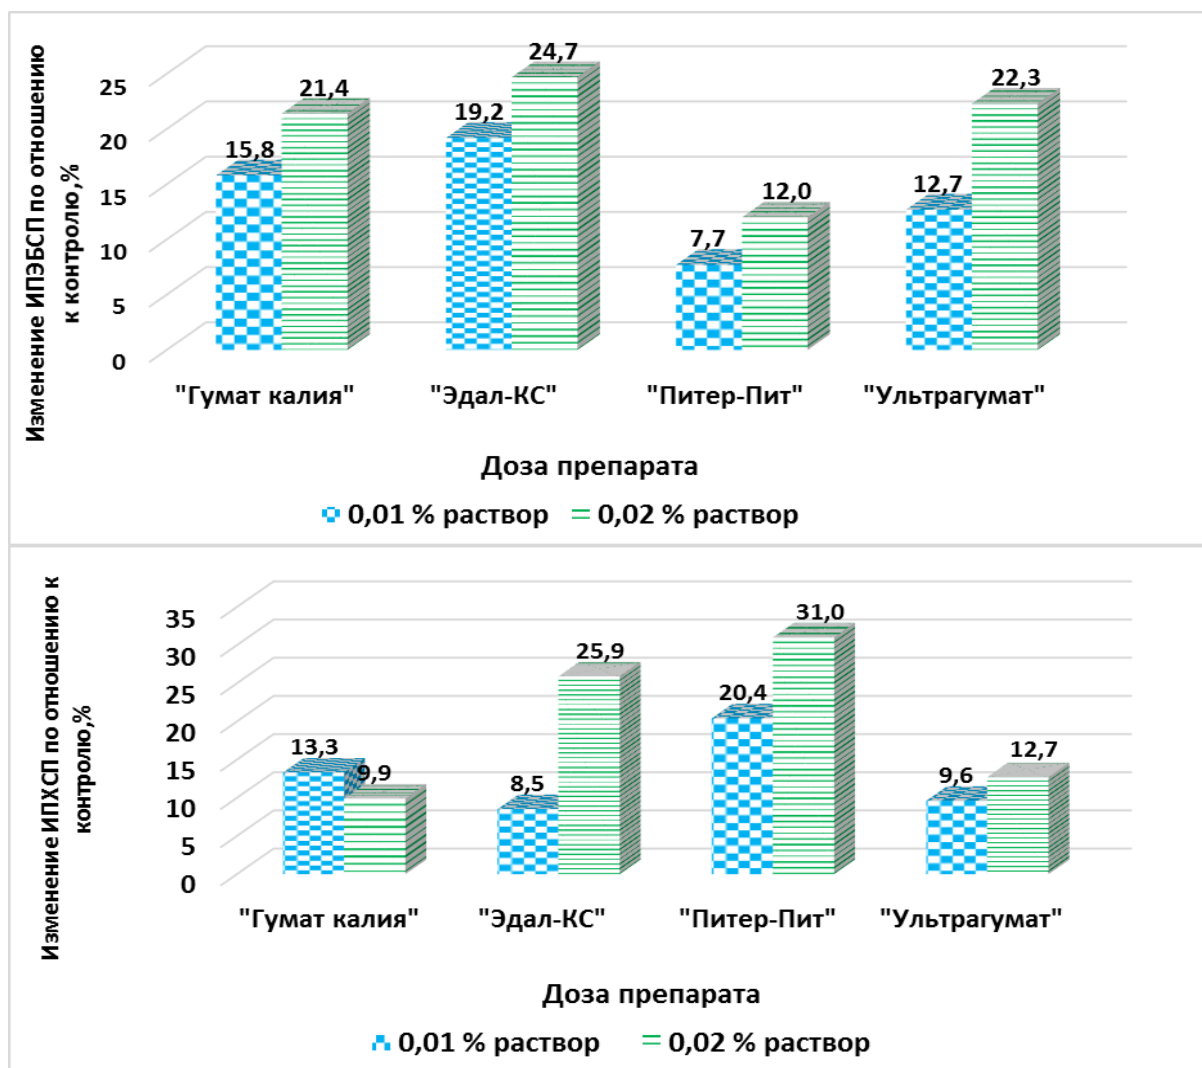 Изменение ИПЭБСП по отношению
к контролю,%
25
20
15
10
5
0
15,8
21,4
19,2
24,7
7,7
12,0
12,7
22,3
"Гумат калия"
"Эдал-КС"
"Питер-Пит"
"Ультрагумат"
Доза препарата
0,01 % раствор
0,02 % раствор
Изменение ИПХСП по отношению к
контролю,%
35
30
25
20
15
10
5
0
13,3
9,9
8,5
25,9
20,4
31,0
9,6
12,7
"Гумат калия"
"Эдал-КС"
"Питер-Пит"
"Ультрагумат"
Доза препарата
0,01 % раствор
0,02 % раствор